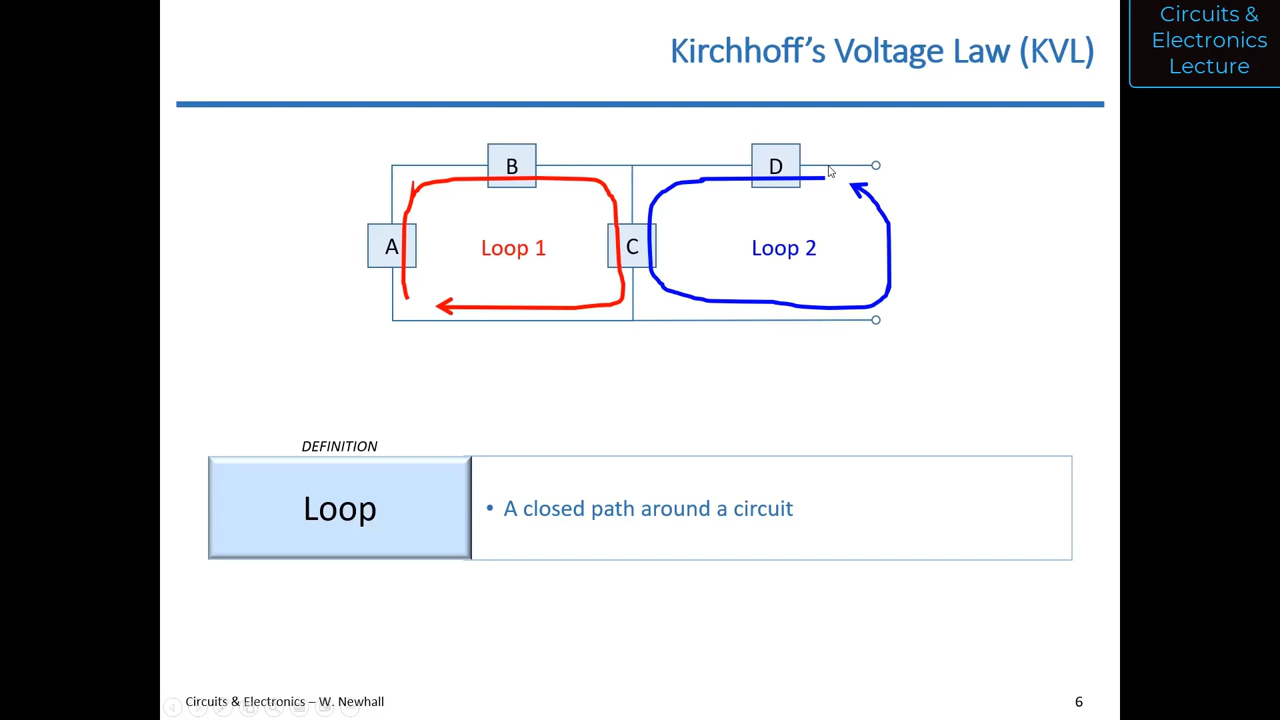 Circuits &
Electronics
Lecture
Kirchhoff's Voltage Law (KVL)
B
D
A
Loop 1
C
Loop 2
DEFINITION
Loop
• A closed path around a circuit
Circuits & Electronics – W. Newhall
6